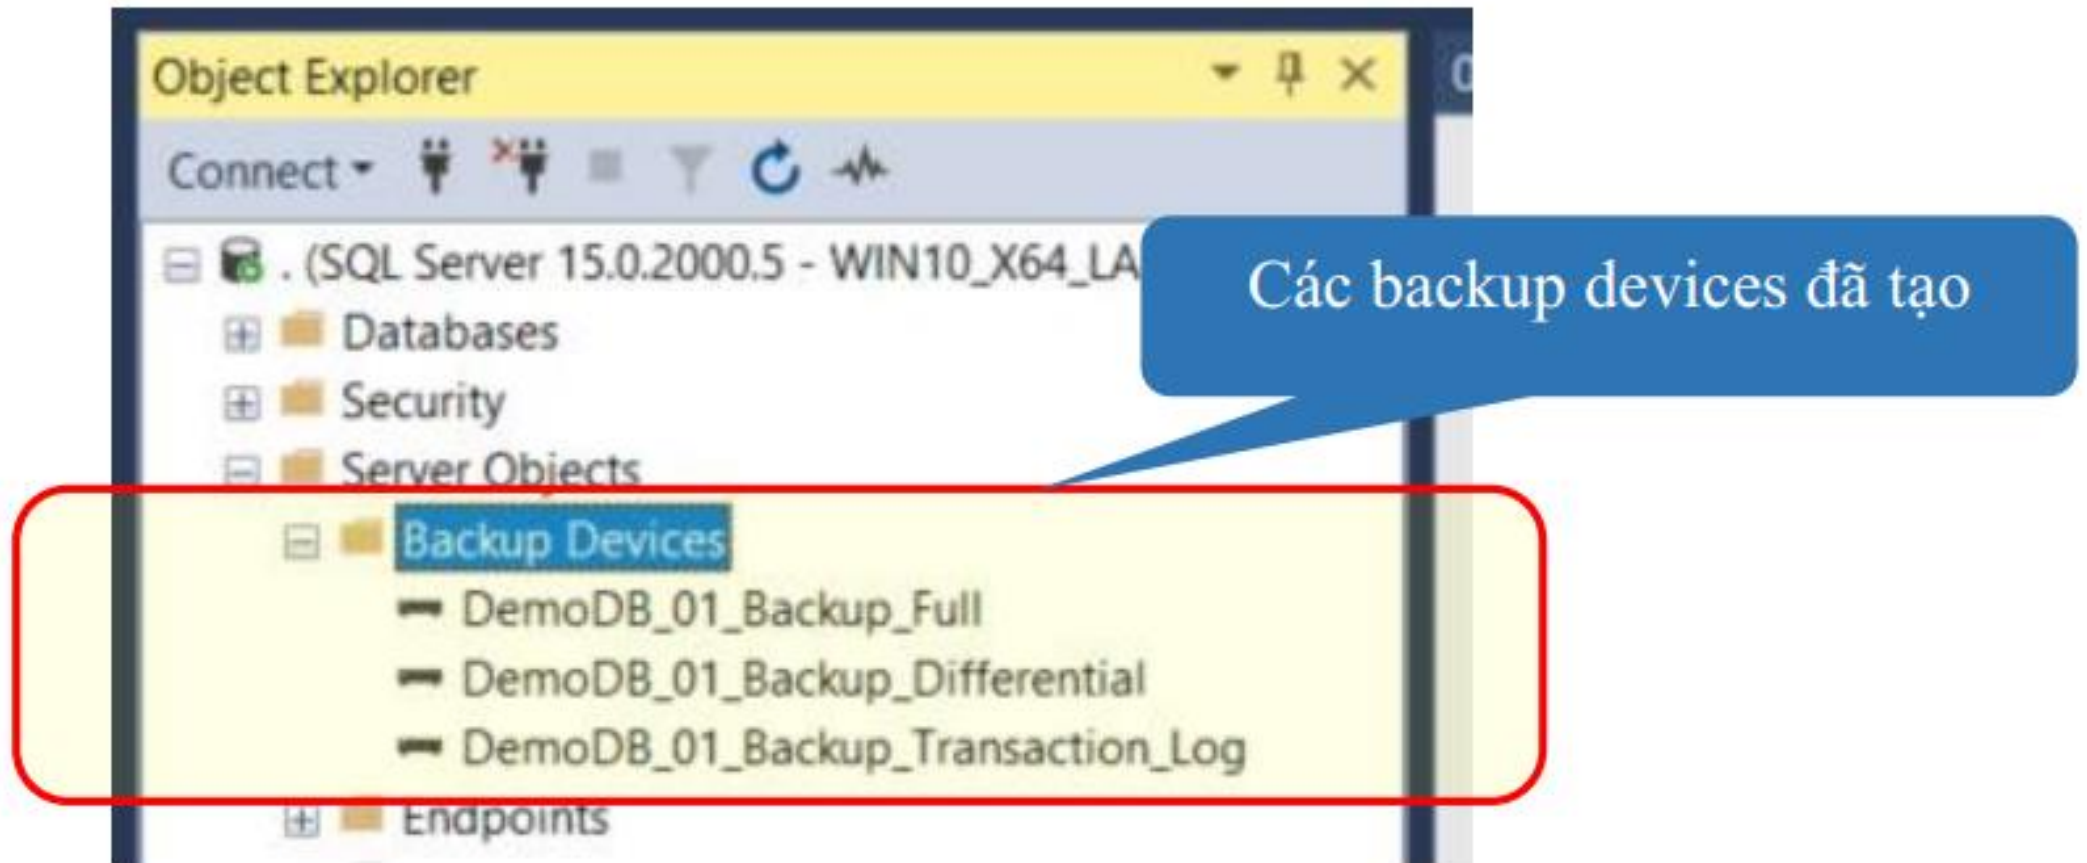 Object Explorer
Connect
. (SQL Server 15.0.2000.5 - WIN10_X64_LA
Các backup devices đã tạo
Databases
Security
Server Objects
Backup Devices
DemoDB_01_Backup_Full
DemoDB_01_Backup_Differential
DemoDB_01_Backup_Transaction_Log
Endpoints